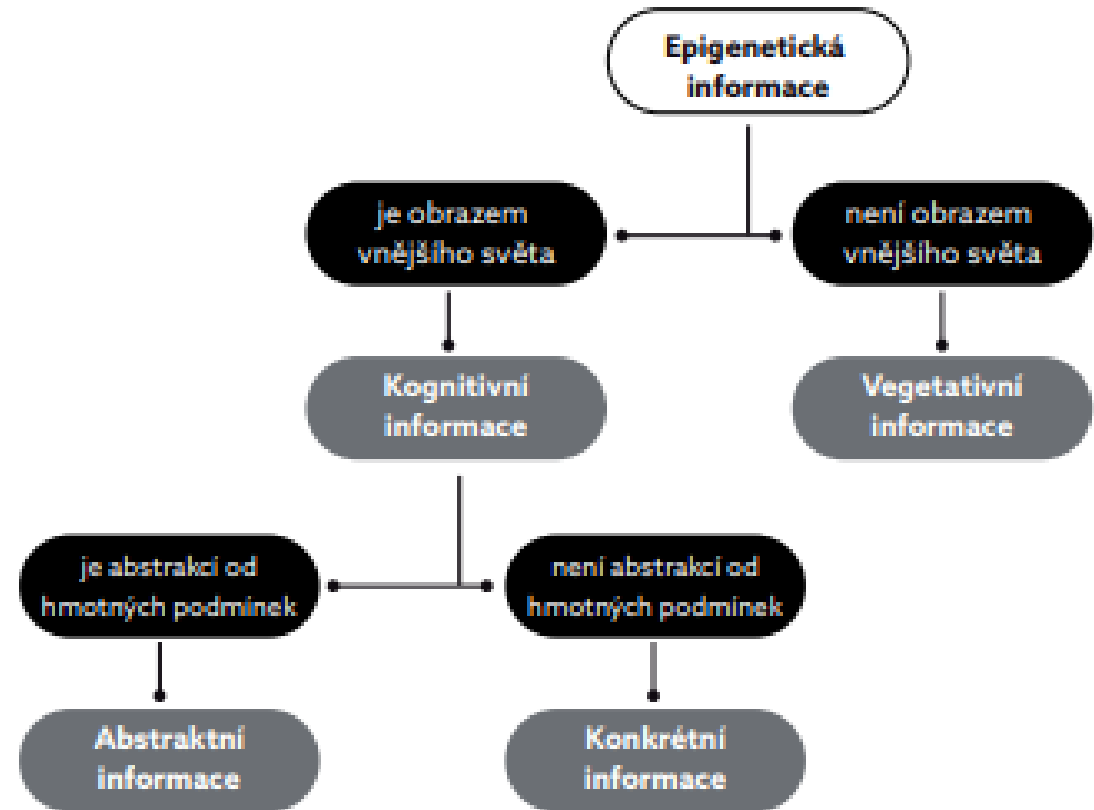 Epigenetická
informace
je obrazem
vnějšího světa
není obrazem
vnějšího světa
Kognitivní
informace
Vegetativní
informace
je abstrakcí od
hmotných podmínek
není abstrakcí od
hmotných podmínek
Abstraktní
informace
Konkrétní
informace